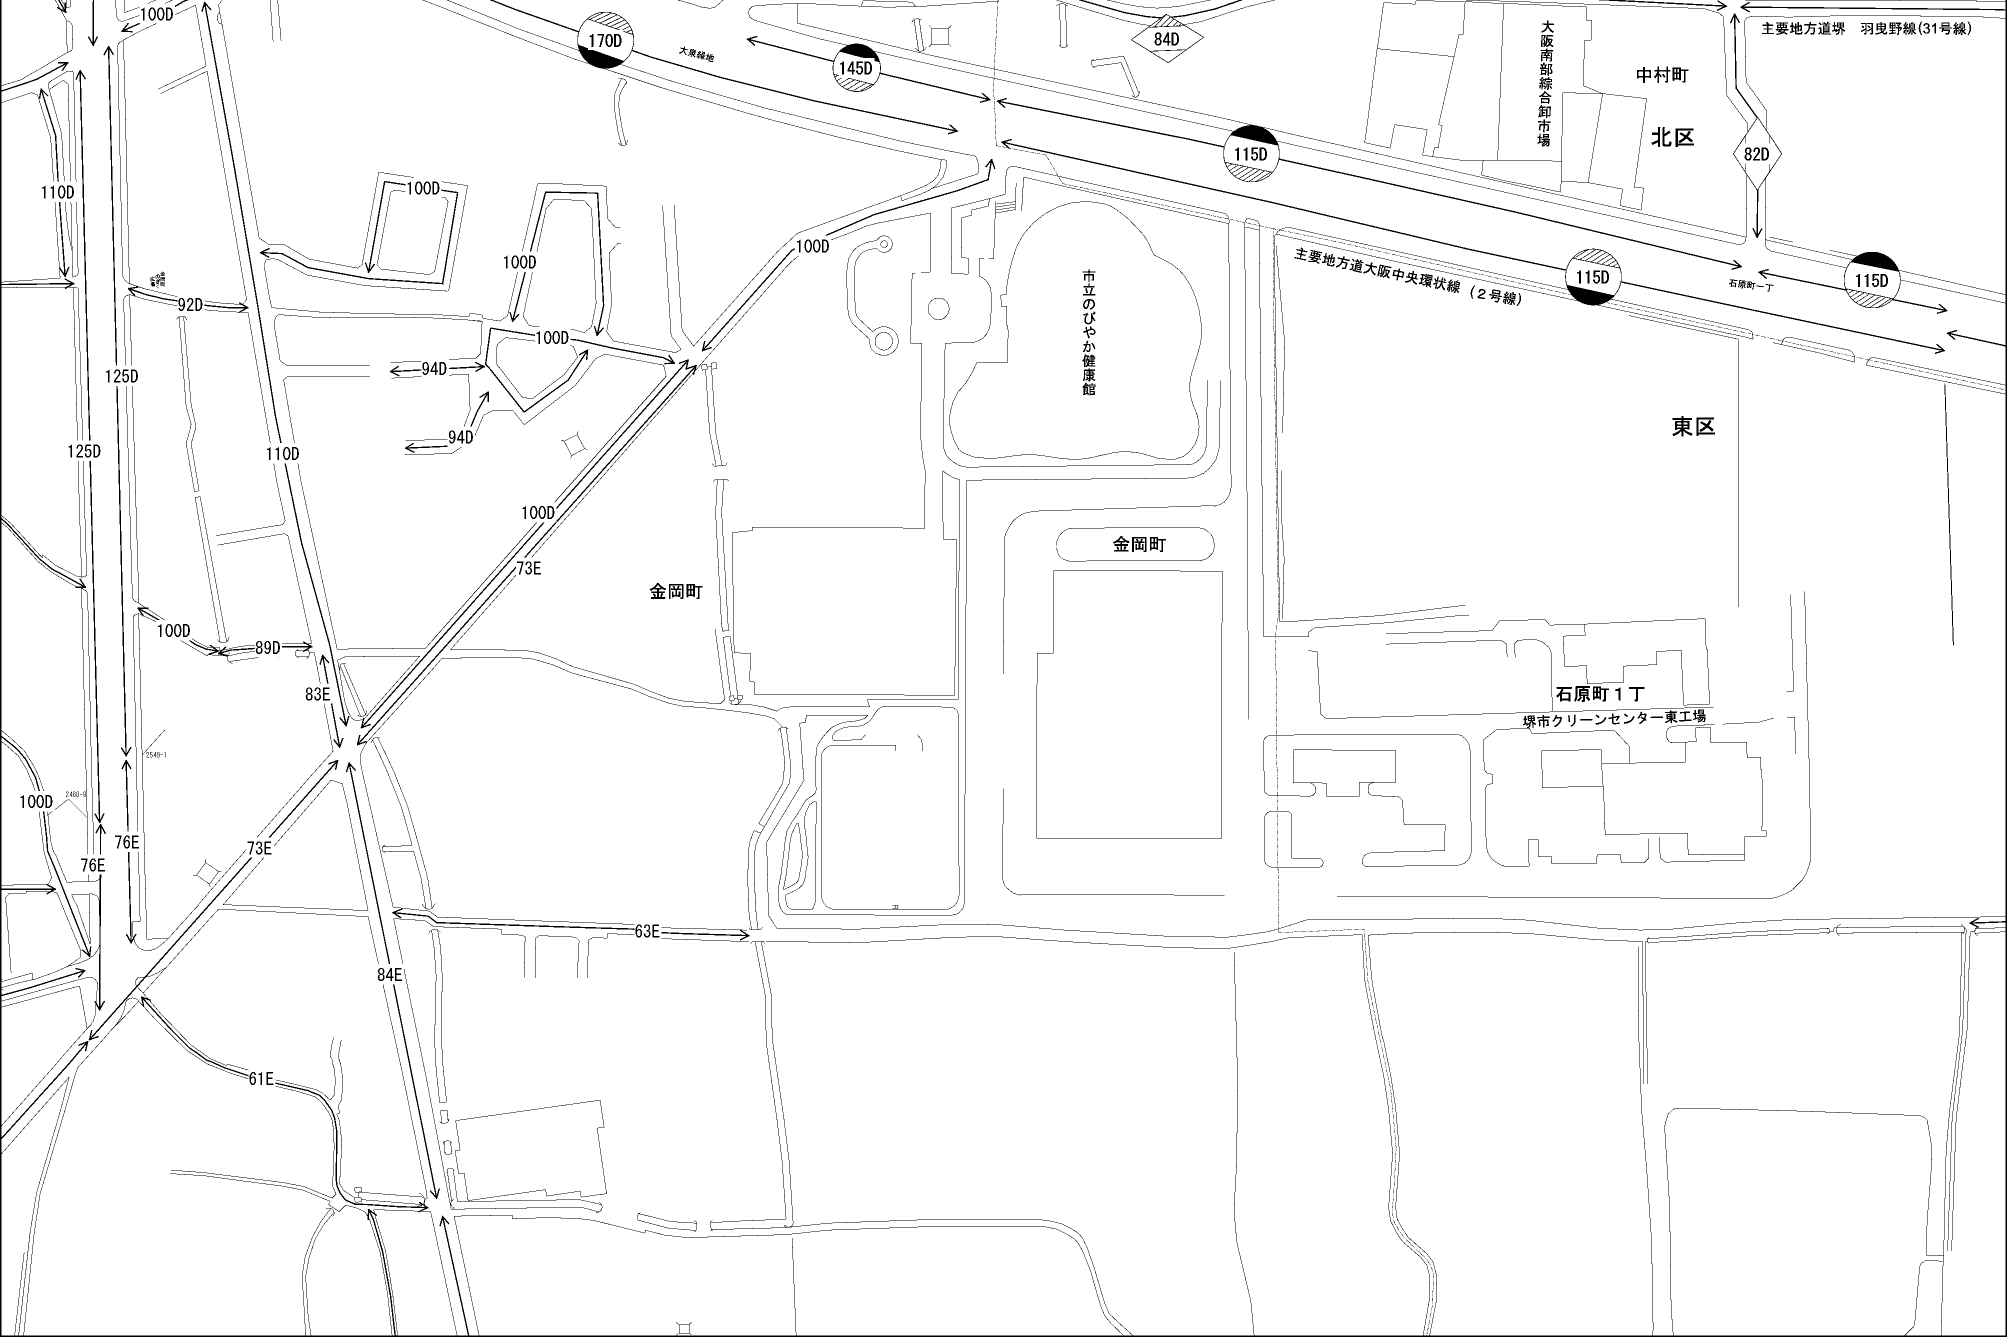 100D
170D
大泉緑地
145D
84D
大阪南部綜合卸市場
主要地方道堺 羽曳野線(31号線)
中村町
北区
115D
82D
110D
100D
100D
100D
92D
主要地方道大阪中央環状線(2号線)
115D
石原町一丁
115D
市立のびやか健康館
125D
100D
94D
94D
125D
110D
東区
100D
73E
金岡町
金岡町
100D
89D
83E
石原町1丁
堺市クリーンセンター東工場
2549-1
2460-8
100D
76E
76E
73E
63E
84E
61E